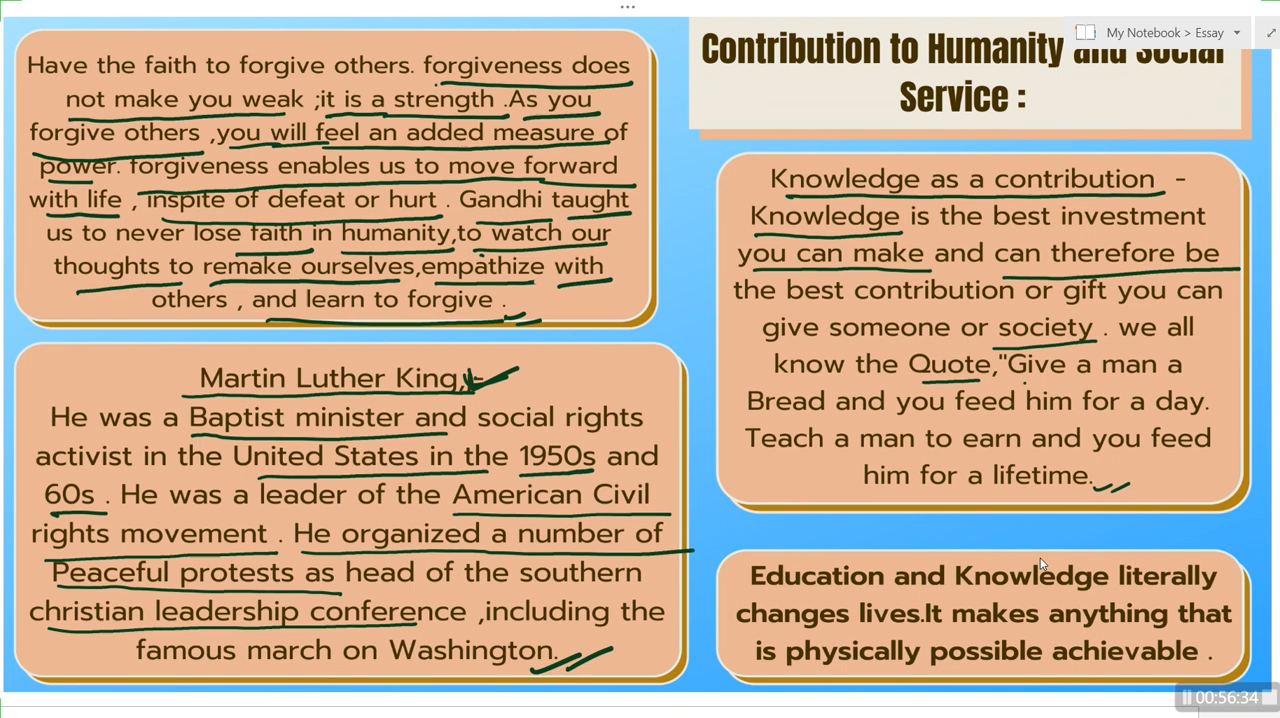 Have the faith to forgive others. forgiveness does
not make you weak ;it is a strength .As you
forgive others ,you will feel an added measure of
power. forgiveness enables us to move forward
with life , inspite of defeat or hurt . Gandhi taught
us to never lose faith in humanity,to watch our
thoughts to remake ourselves,empathize with
others , and learn to forgive .
Martin Luther King,
He was a Baptist minister and social rights
activist in the United States in the 1950s and
60s . He was a leader of the American Civil
rights movement . He organized a number of
Peaceful protests as head of the southern
christian leadership conference ,including the
famous march on Washington.
My Notebook > Essay
Contribution to Humanity and Social
Service :
Knowledge as a contribution -
Knowledge is the best investment
you can make and can therefore be
the best contribution or gift you can
give someone or society . we all
know the Quote,"Give a man a
Bread and you feed him for a day.
Teach a man to earn and you feed
him for a lifetime.
Education and Knowledge literally
changes lives.It makes anything that
is physically possible achievable .
00:56:34